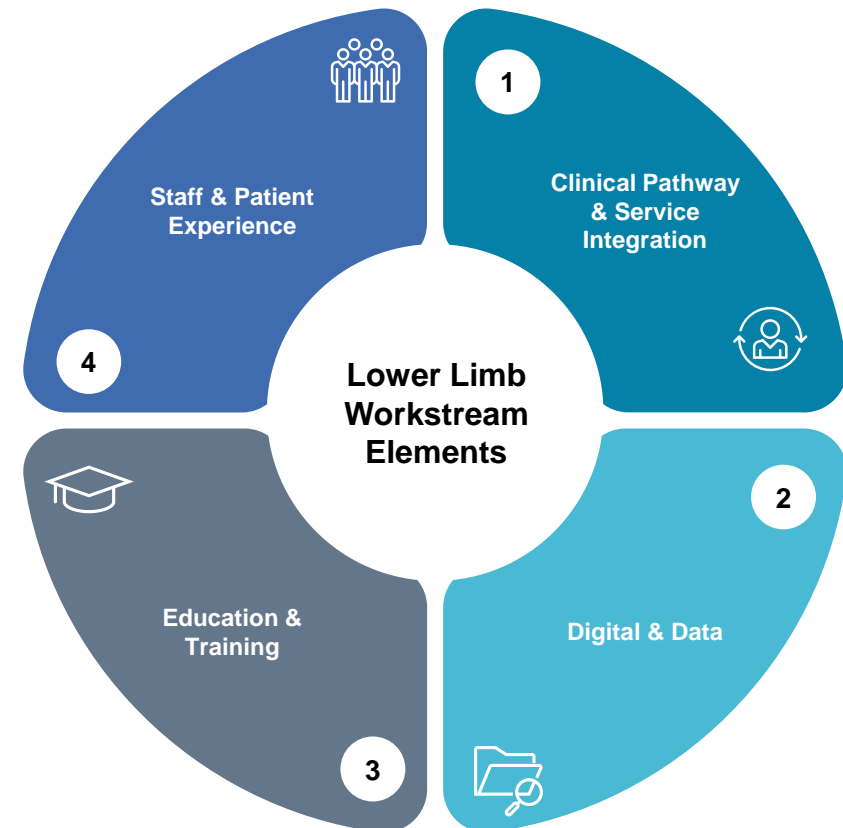 Lower Limb
Workstream
Elements
1
Clinical Pathway
& Service
Integration
2
Digital & Data
3
Education &
Training
4
Staff & Patient
Experience